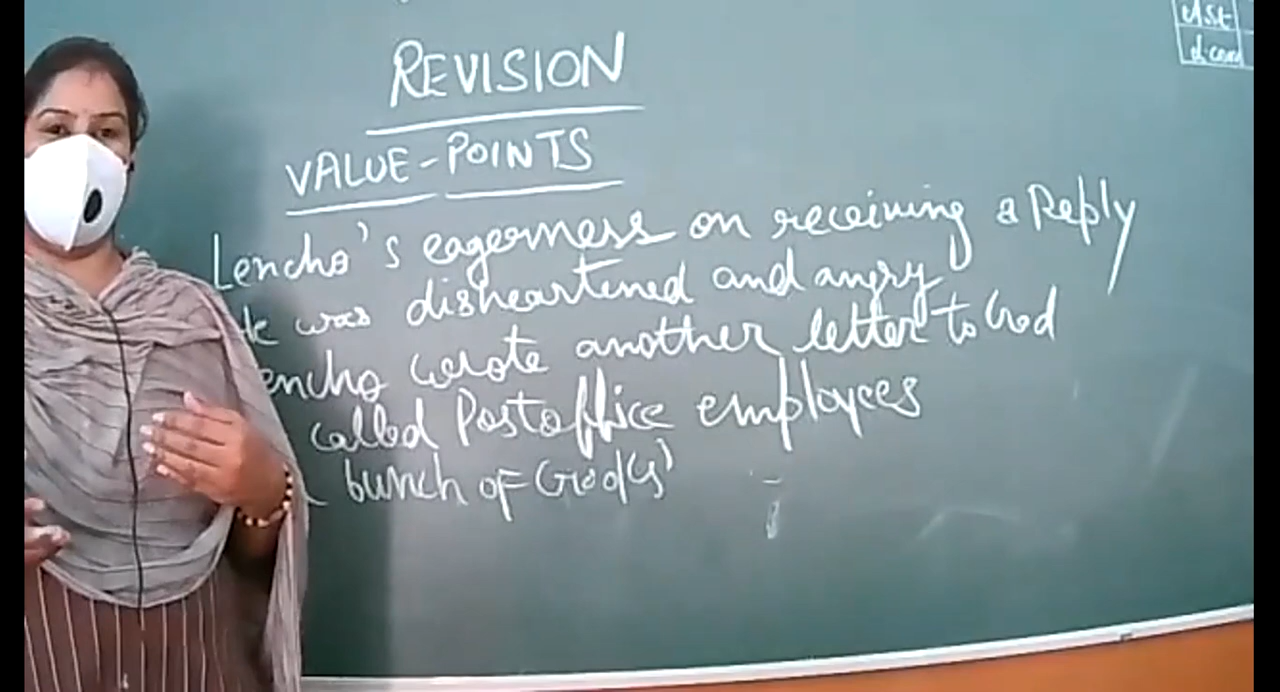 REVISION
VALUE-POINTS
Lencho's eagerness on receiving a Reply
was disheartened and angry
encho wrote another letter to God
called Postoffice employees
bunch of